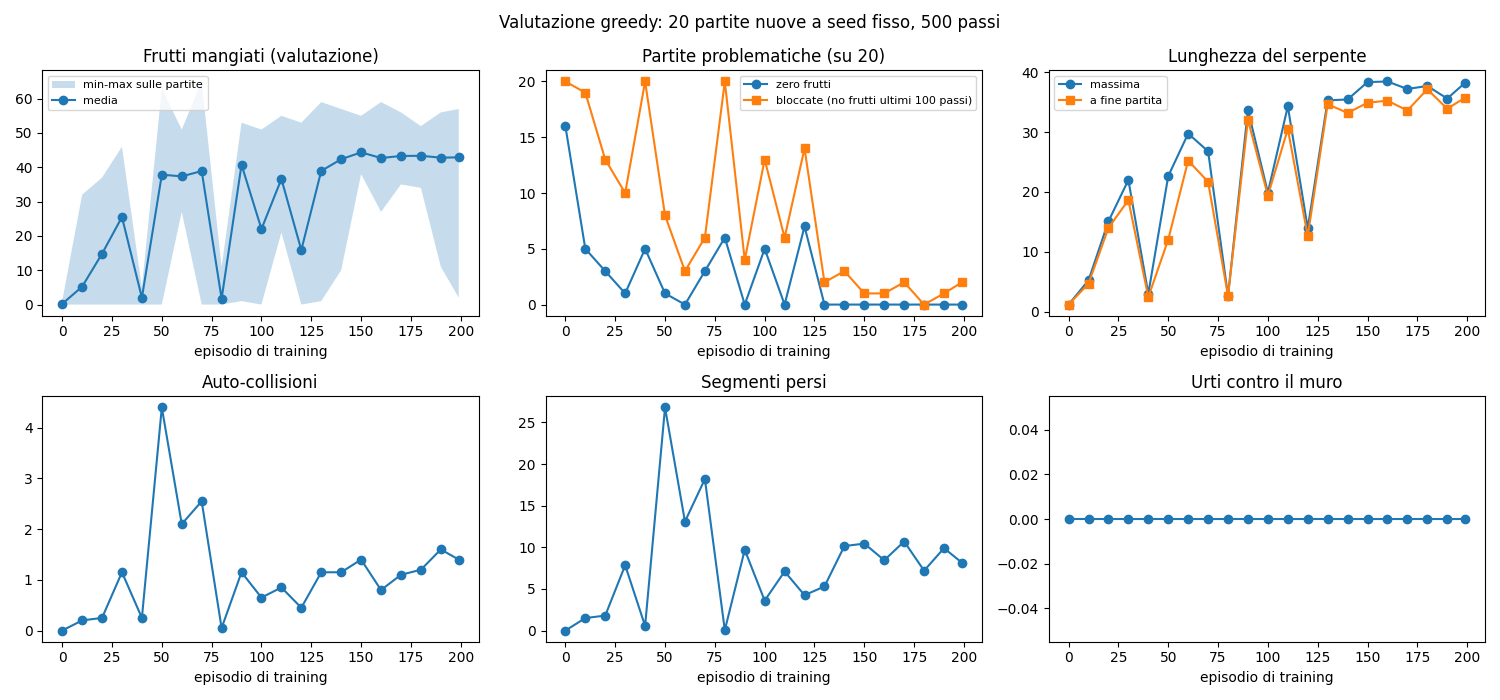 Valutazione greedy: 20 partite nuove a seed fisso, 500 passi
Frutti mangiati (valutazione)
min-max sulle partite
media
60
50
40
30
20
10
0
0 25 50 75 100 125 150 175 200
episodio di training
Partite problematiche (su 20)
zero frutti
bloccate (no frutti ultimi 100 passi)
20
15
10
5
0
0 25 50 75 100 125 150 175 200
episodio di training
Lunghezza del serpente
massima
a fine partita
40
30
20
10
0
0 25 50 75 100 125 150 175 200
episodio di training
Auto-collisioni
4
3
2
1
0
0 25 50 75 100 125 150 175 200
episodio di training
Segmenti persi
25
20
15
10
5
0
0 25 50 75 100 125 150 175 200
episodio di training
Urti contro il muro
0.04
0.02
0.00
−0.02
−0.04
0 25 50 75 100 125 150 175 200
episodio di training